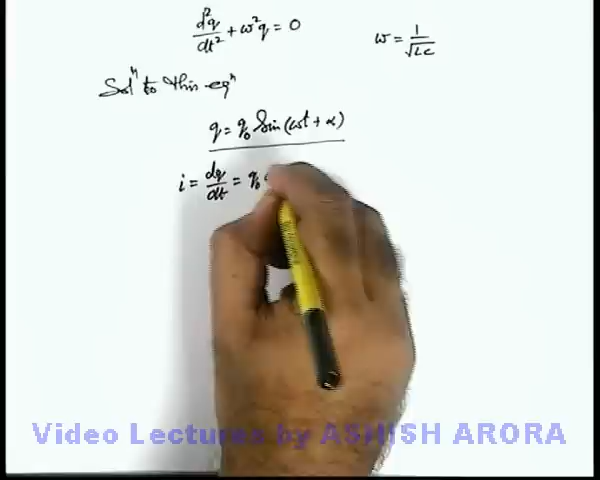 d²q/dt² + ω²q = 0
ω = 1/√LC
Solⁿ to this eqⁿ
q = q₀ Sin(ωt + α)
i = dq/dt = q₀
Video Lectures by ASHISH ARORA